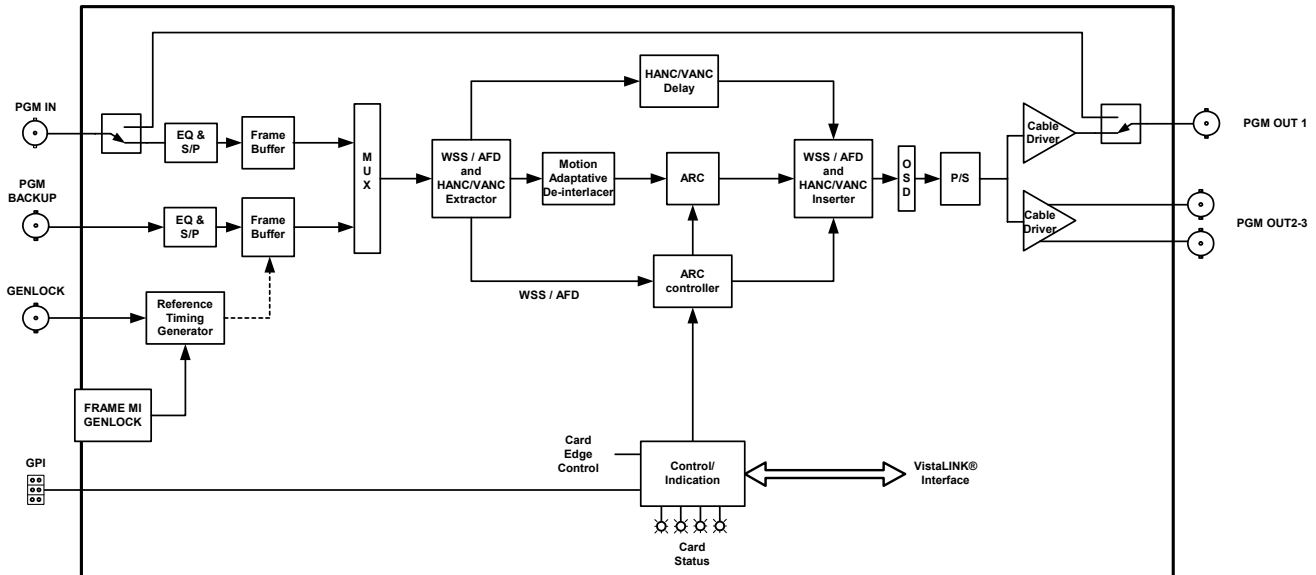 HANC/VANC
Delay
PGM IN
EQ &
S/P
Frame
Buffer
M
U
X
WSS / AFD
and
HANC/VANC
Extractor
Motion
Adaptative
De-interlacer
ARC
WSS / AFD
and
HANC/VANC
Inserter
O
S
D
P/S
Cable
Driver
PGM OUT 1
PGM
BACKUP
EQ &
S/P
Frame
Buffer
Cable
Driver
PGM OUT2-3
GENLOCK
Reference
Timing
Generator
WSS / AFD
ARC
controller
FRAME MI
GENLOCK
GPI
Card
Edge
Control
Control/
Indication
VistaLINK®
Interface
Card
Status